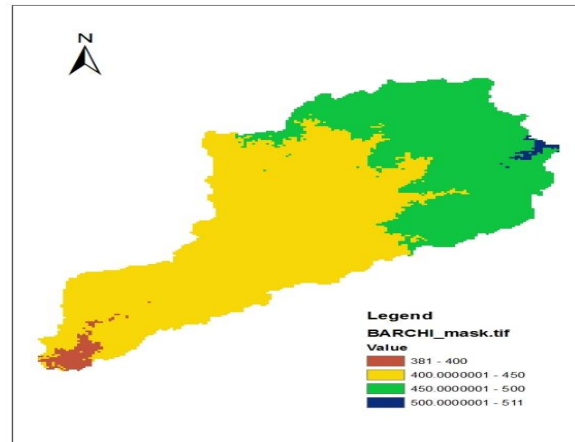 N
Legend
BARCHI_mask.tif
Value
381 - 400
400.0000001 - 450
450.0000001 - 500
500.0000001 - 511